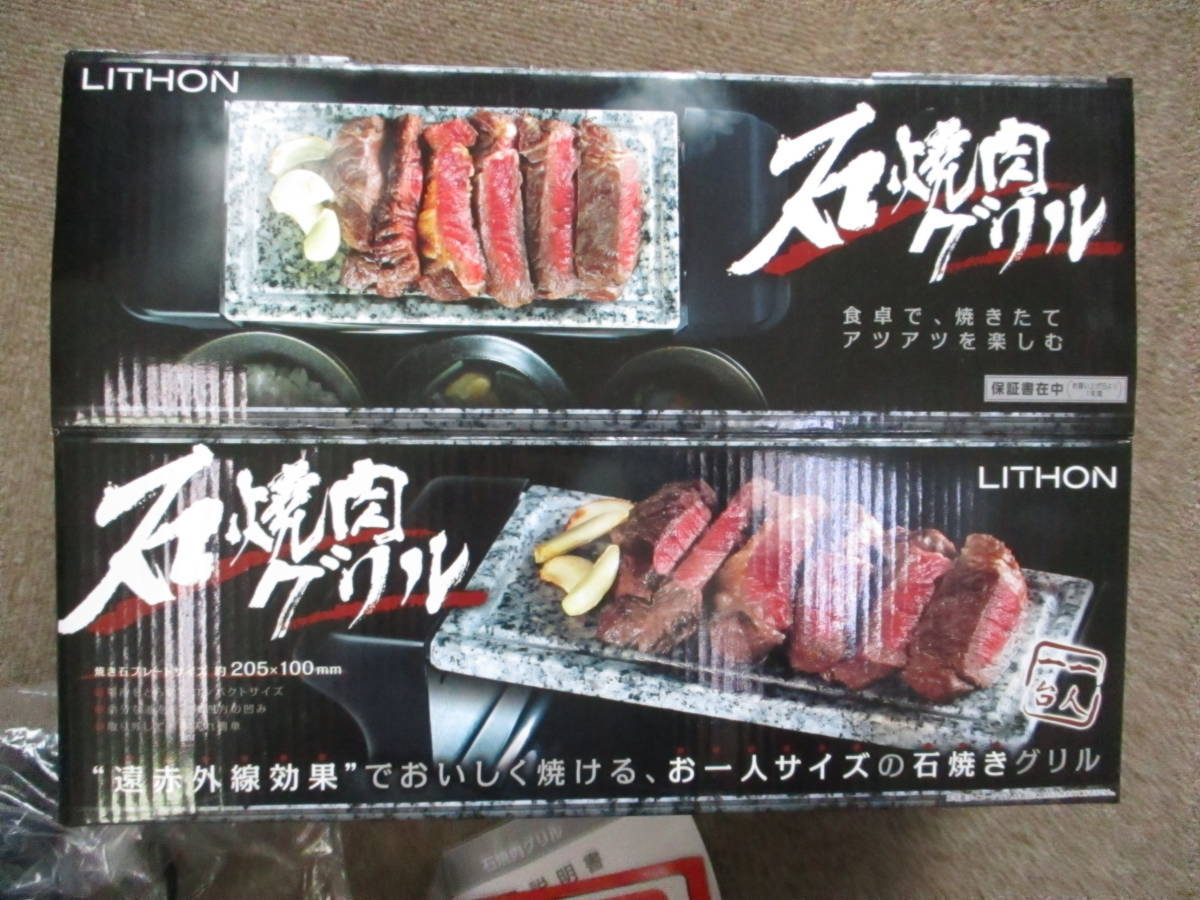 LITHON
石焼肉
グリル
食卓で、焼きたて
アツアツを楽しむ
保証書在中
LITHON
石焼肉
グリル
焼き石プレートサイズ 約205×100mm
一人
一台
“遠赤外線効果”でおいしく焼ける、お一人サイズの石焼きグリル
石焼肉グリル
説明書